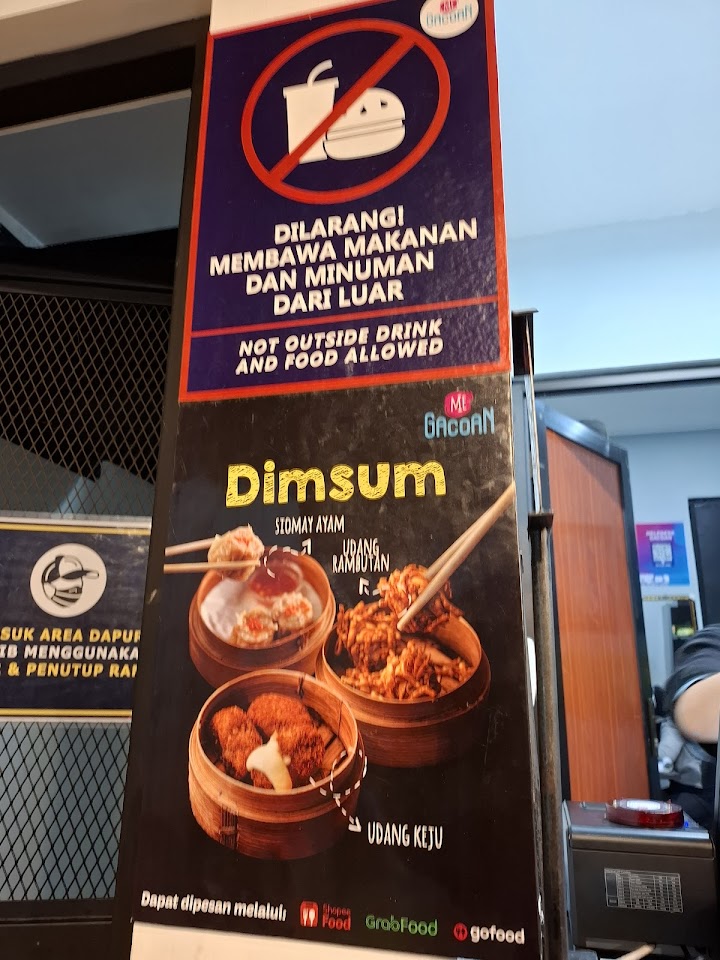 MIE
GACOAN
DILARANG!
MEMBAWA MAKANAN
DAN MINUMAN
DARI LUAR
NOT OUTSIDE DRINK
AND FOOD ALLOWED
MIE
GACOAN
Dimsum
SIOMAY AYAM
UDANG
RAMBUTAN
UDANG KEJU
Dapat dipesan melalui:
Shopee
Food
GrabFood
gofood
SUK AREA DAPUR
IB MENGGUNAKA
& PENUTUP RAM